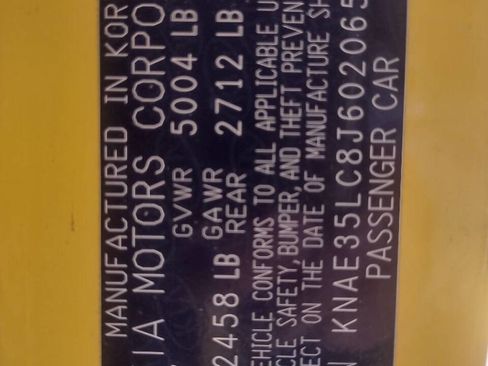 MANUFACTURED IN KOR
IA MOTORS CORPO
GVWR 5004 LB
GAWR
2458 LB REAR 2712 LB
EHICLE CONFORMS TO ALL APPLICABLE U
CLE SAFETY, BUMPER, AND THEFT PREVEN
ECT ON THE DATE OF MANUFACTURE SH
N KNAE35LC8J602065
PASSENGER CAR